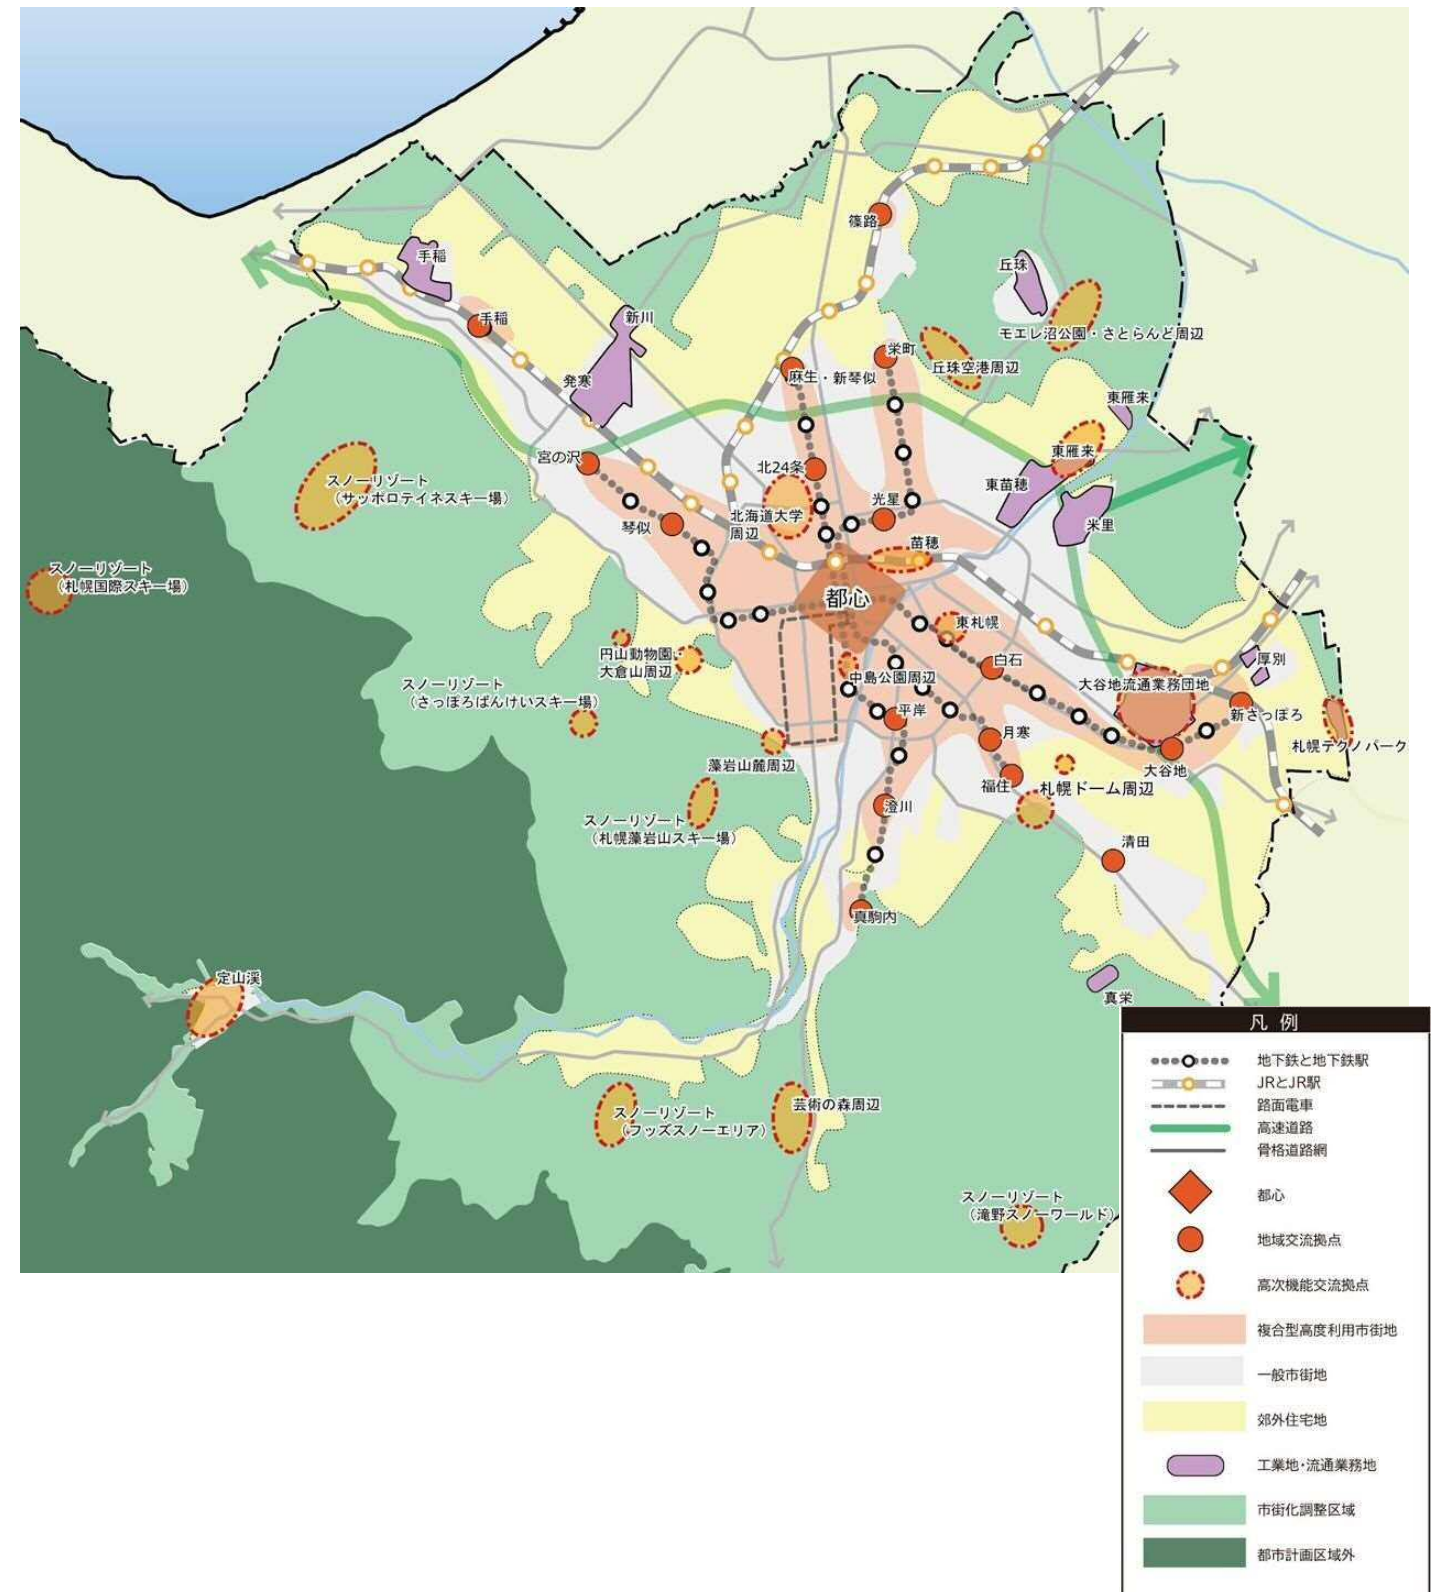 篠路
手稲
丘珠
手稲
新川
モエレ沼公園・さとらんど周辺
栄町
丘珠空港周辺
麻生・新琴似
発寒
東雁来
東雁来
宮の沢
北24条
スノーリゾート
（サッポロテイネスキー場）
東苗穂
光星
北海道大学
周辺
琴似
米里
苗穂
スノーリゾート
（札幌国際スキー場）
都心
東札幌
円山動物園・
大倉山周辺
白石
厚別
中島公園周辺
大谷地流通業務団地
スノーリゾート
（さっぽろばんけいスキー場）
平岸
新さっぽろ
月寒
札幌テクノパーク
藻岩山麓周辺
大谷地
福住
札幌ドーム周辺
澄川
スノーリゾート
（札幌藻岩山スキー場）
清田
真駒内
定山渓
真栄
芸術の森周辺
スノーリゾート
（フッズスノーエリア）
スノーリゾート
（滝野スノーワールド）
凡 例
地下鉄と地下鉄駅
JRとJR駅
路面電車
高速道路
骨格道路網
都心
地域交流拠点
高次機能交流拠点
複合型高度利用市街地
一般市街地
郊外住宅地
工業地・流通業務地
市街化調整区域
都市計画区域外